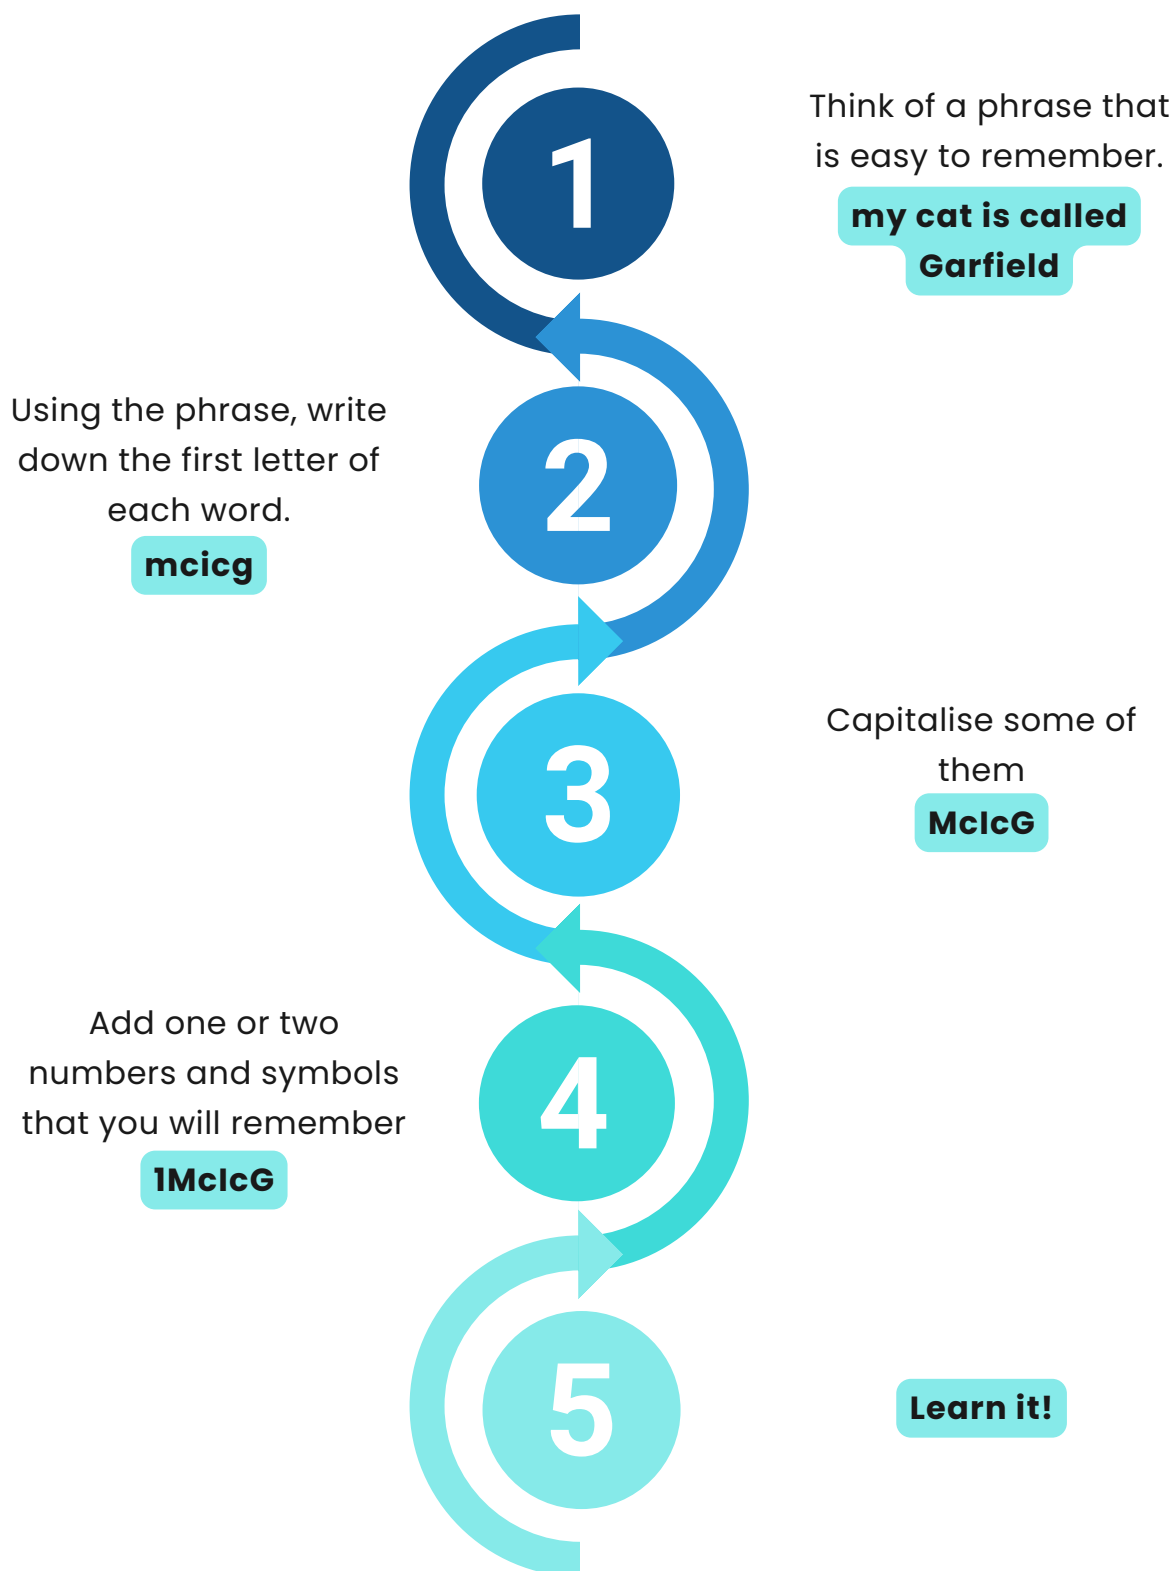 1
Think of a phrase that
is easy to remember.
my cat is called
Garfield
2
Using the phrase, write
down the first letter of
each word.
mcicg
3
Capitalise some of
them
McIcG
4
Add one or two
numbers and symbols
that you will remember
1McIcG
5
Learn it!